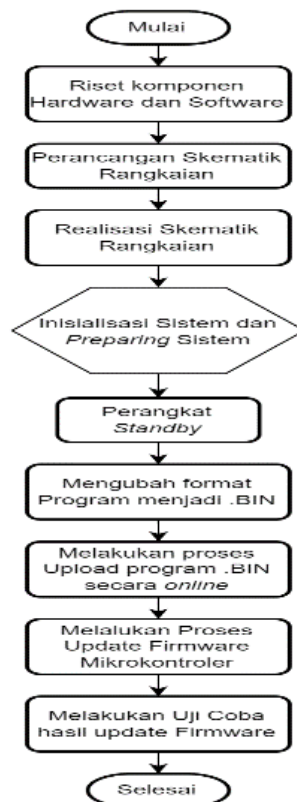 Mulai
Riset komponen
Hardware dan Software
Perancangan Skematik
Rangkaian
Realisasi Skematik
Rangkaian
Inisialisasi Sistem dan
Preparing Sistem
Perangkat
Standby
Mengubah format
Program menjadi .BIN
Melakukan proses
Upload program .BIN
secara online
Melalukan Proses
Update Firmware
Mikrokontroler
Melakukan Uji Coba
hasil update Firmware
Selesai